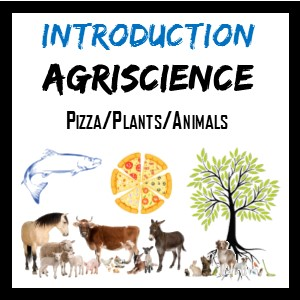 INTRODUCTION
AGRISCIENCE
PIZZA/PLANTS/ANIMALS